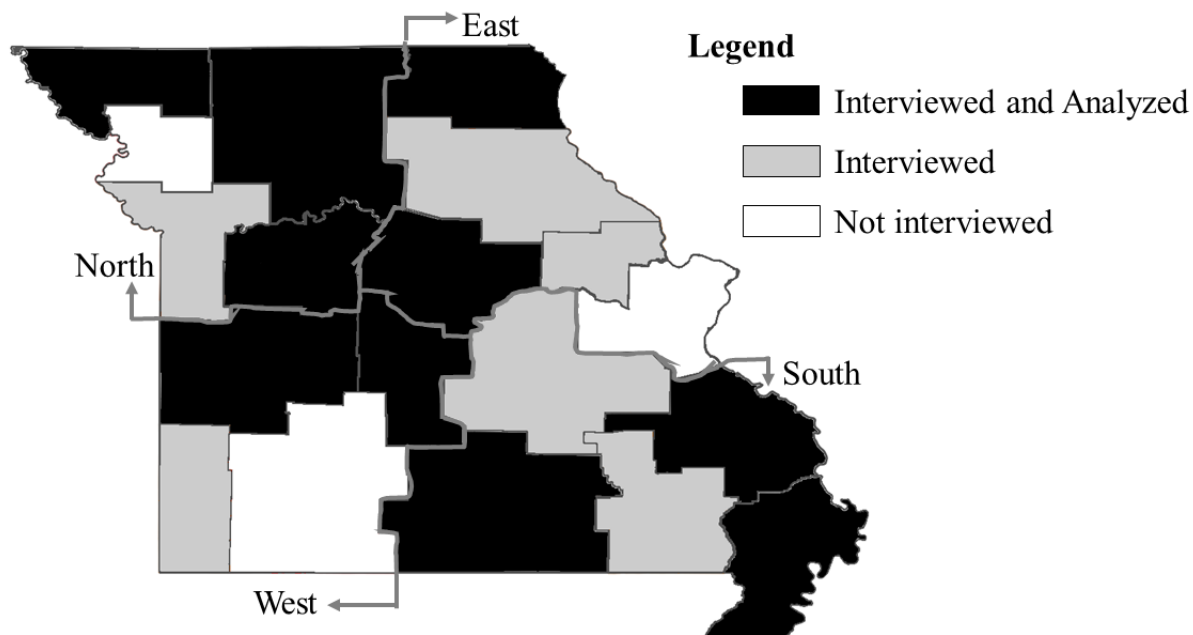 East
Legend
Interviewed and Analyzed
Interviewed
Not interviewed
North
South
West